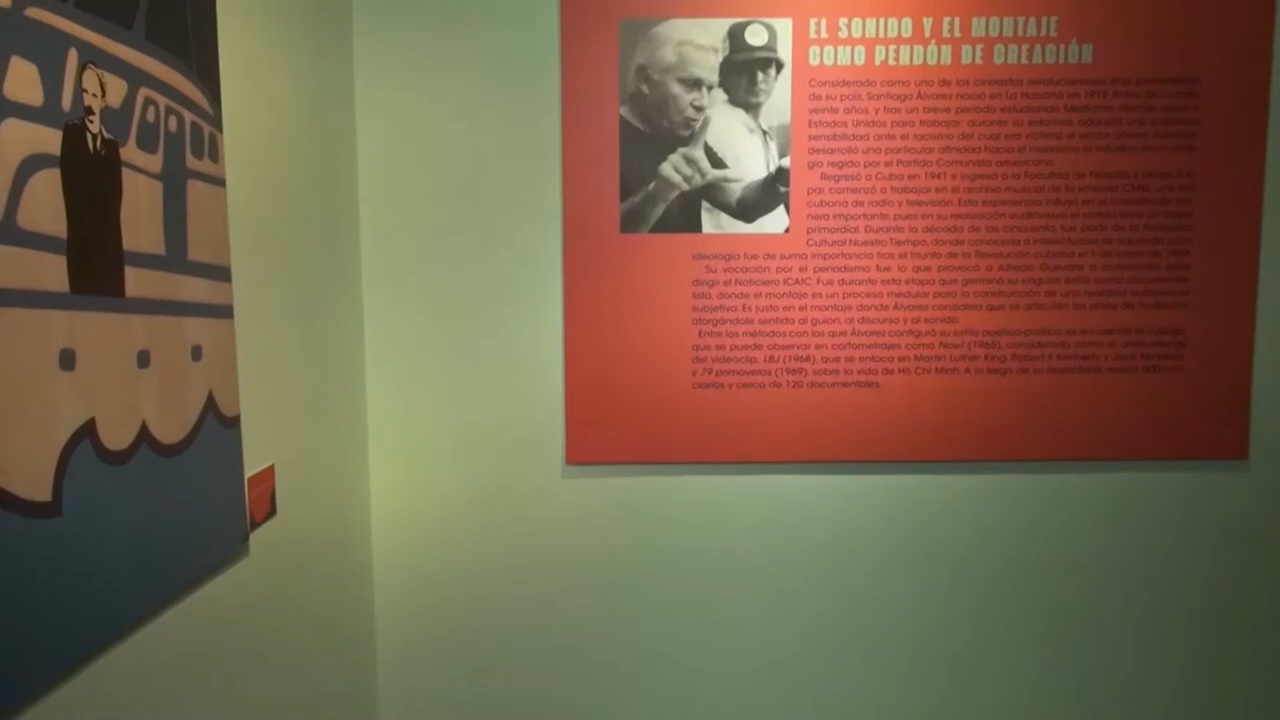 EL SONIDO Y EL MONTAJE
COMO PENDÓN DE CREACIÓN
Considerado como uno de los cineastas revolucionarios más
de su país, Santiago Álvarez nació en La Habana en 1919.
veinte años, y tras un breve periodo estudiando Medicina,
Estados Unidos para trabajar; durante su estancia, adquirió una
sensibilidad ante el racismo del cual era víctima el sector
desarrolló una particular afinidad hacia el marxismo al estudiar
gio regido por el Partido Comunista americano.
Regresó a Cuba en 1941 e ingresó a la Facultad de Filosofía y
par, comenzó a trabajar en el archivo musical de la emisora CMQ,
cubana de radio y televisión. Esta experiencia influyó en el cineasta de
nera importante, pues en su realización audiovisual el sonido
primordial. Durante la década de los cincuenta, fue parte de la Sociedad
Cultural Nuestro Tiempo, donde conocería a intelectuales de izquierda cuya
ideología fue de suma importancia tras el triunfo de la Revolución cubana el 1 de enero de 1959.
Su vocación por el periodismo fue lo que provocó a Alfredo Guevara a
dirigir el Noticiero ICAIC. Fue durante esta etapa que germinó su singular estilo como documenta-
lista, donde el montaje es un proceso medular para la construcción de una realidad
subjetiva. Es justo en el montaje donde Álvarez considera que se articulan las
otorgándole sentido al guion, al discurso y al sonido.
Entre los métodos con los que Álvarez configuró su estilo poético-político se encuentra el collage,
que se puede observar en cortometrajes como Now! (1965), considerado como el antecedente
del videoclip, LBJ (1968), que se enfoca en Martin Luther King, Robert F. Kennedy y Jack Kennedy,
y 79 primaveras (1969), sobre la vida de Hô Chi Minh. A lo largo de su trayectoria, realizó 600 noti-
ciarios y cerca de 120 documentales.